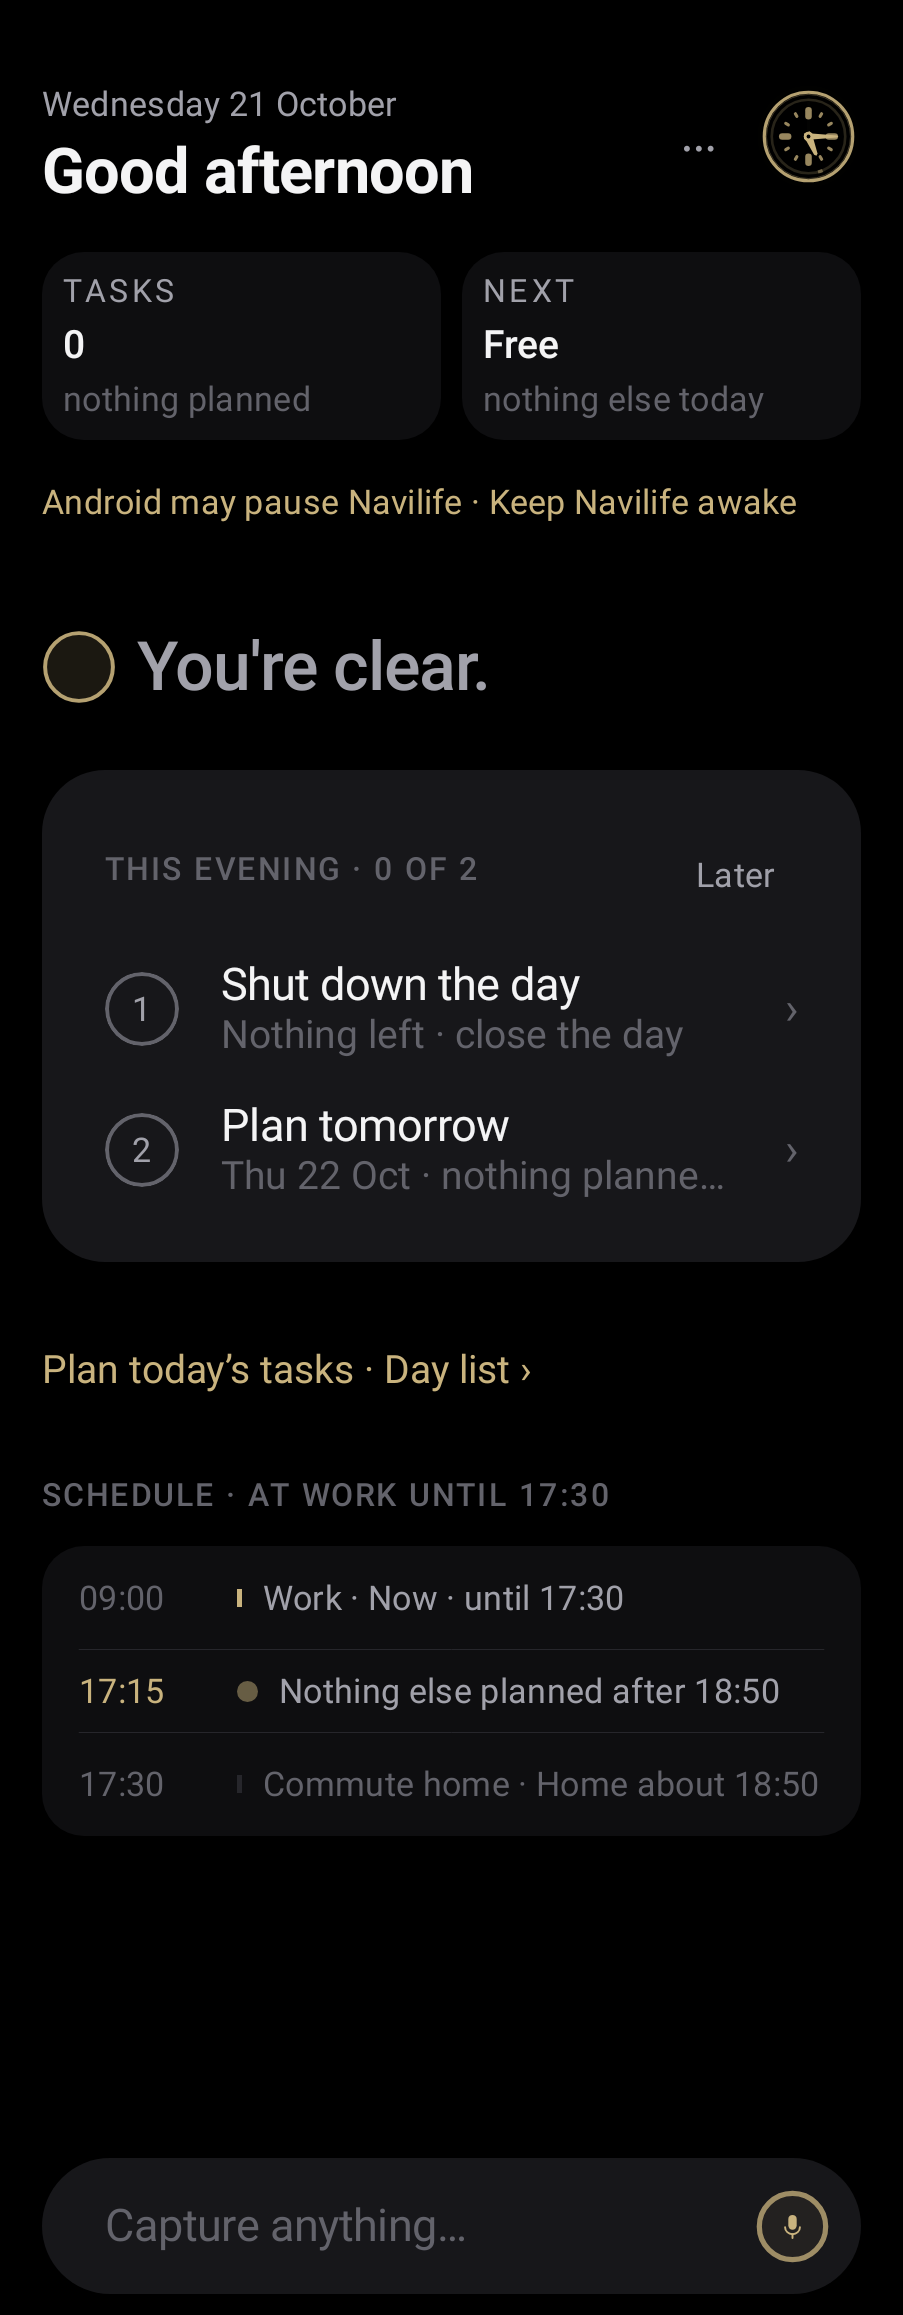 Wednesday 21 October
Good afternoon
…
TASKS
0
nothing planned
NEXT
Free
nothing else today
Android may pause Navilife · Keep Navilife awake
You're clear.
THIS EVENING · 0 OF 2
Later
1
Shut down the day
Nothing left · close the day
›
2
Plan tomorrow
Thu 22 Oct · nothing planne…
›
Plan today’s tasks · Day list ›
SCHEDULE · AT WORK UNTIL 17:30
09:00 Work · Now · until 17:30
17:15 Nothing else planned after 18:50
17:30 Commute home · Home about 18:50
Capture anything…